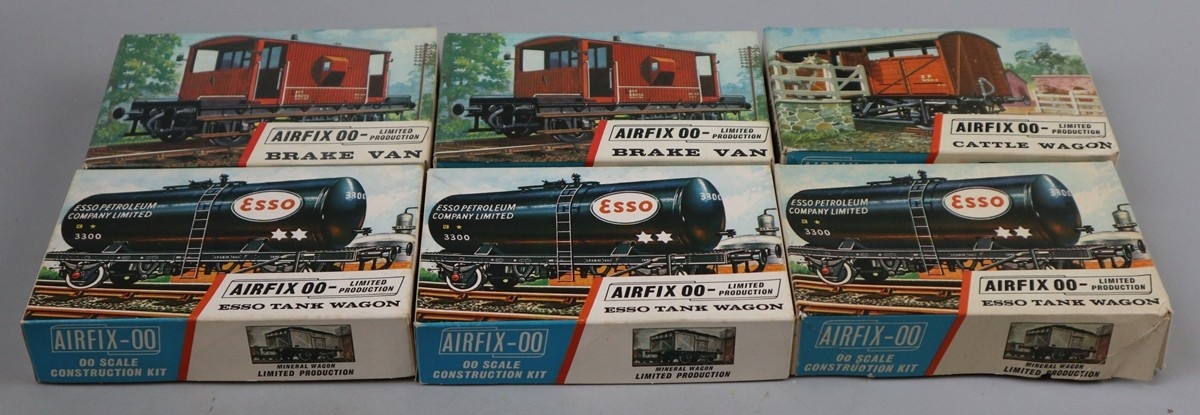 AIRFIX 00- LIMITED PRODUCTION
BRAKE VAN
AIRFIX 00- LIMITED PRODUCTION
BRAKE VAN
AIRFIX 00- LIMITED PRODUCTION
CATTLE WAGON
ESSO PETROLEUM
COMPANY LIMITED
3300
Esso
3300
AIRFIX 00- LIMITED PRODUCTION
ESSO TANK WAGON
ESSO PETROLEUM
COMPANY LIMITED
3300
Esso
3300
AIRFIX 00- LIMITED PRODUCTION
ESSO TANK WAGON
ESSO PETROLEUM
COMPANY LIMITED
3300
Esso
3300
AIRFIX 00- LIMITED PRODUCTION
ESSO TANK WAGON
AIRFIX-00
00 SCALE
CONSTRUCTION KIT
MINERAL WAGON
LIMITED PRODUCTION
AIRFIX-00
00 SCALE
CONSTRUCTION KIT
MINERAL WAGON
LIMITED PRODUCTION
AIRFIX-00
00 SCALE
CONSTRUCTION KIT
MINERAL WAGON
LIMITED PRODUCTION